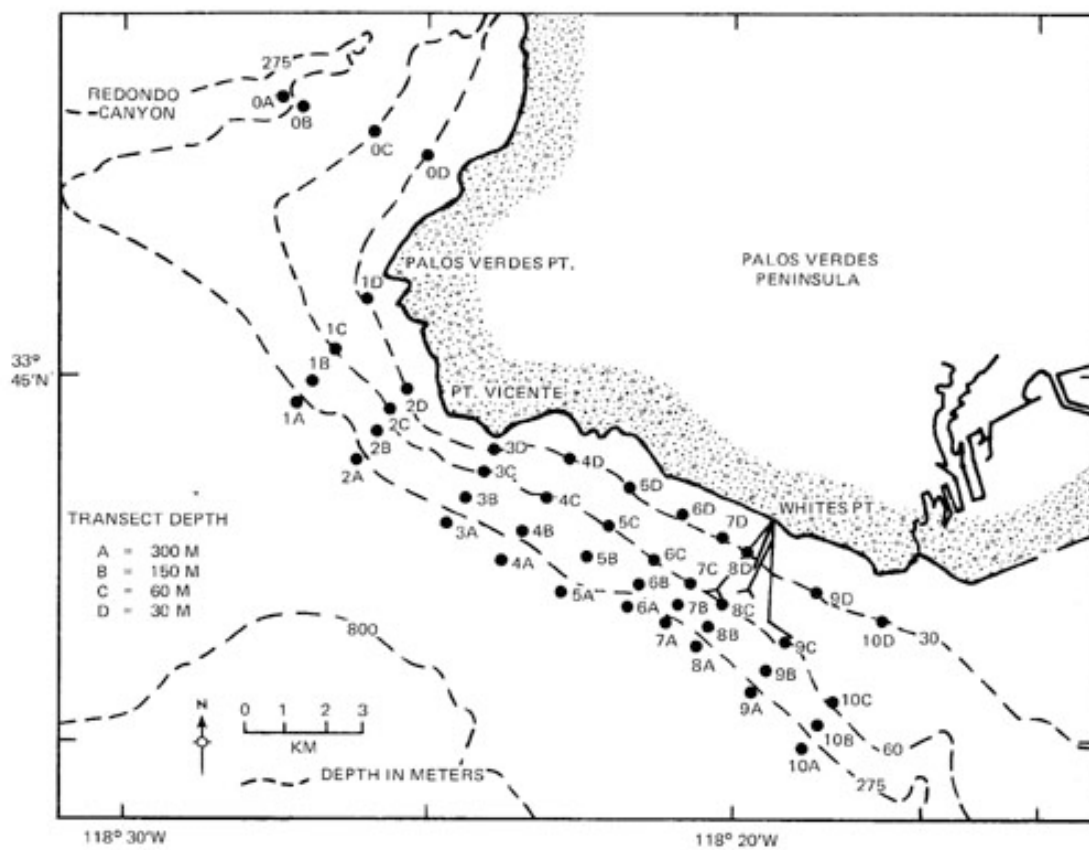 275
REDONDO
CANYON
0A
0B
0C
0D
PALOS VERDES PT.
PALOS VERDES
PENINSULA
1D
1C
1B
1A
33°
45'N
PT. VICENTE
2D
2C
2B
2A
3D
3C
3B
3A
4D
4C
4B
4A
5D
5C
5B
5A
6D
6C
6B
6A
7D
7C
7B
7A
WHITES PT.
8D
8C
8B
8A
9D
9C
9B
9A
10D
10C
10B
10A
30
60
275
TRANSECT DEPTH
A = 300 M
B = 150 M
C = 60 M
D = 30 M
800
N
0 1 2 3
KM
DEPTH IN METERS
118° 30'W
118° 20'W